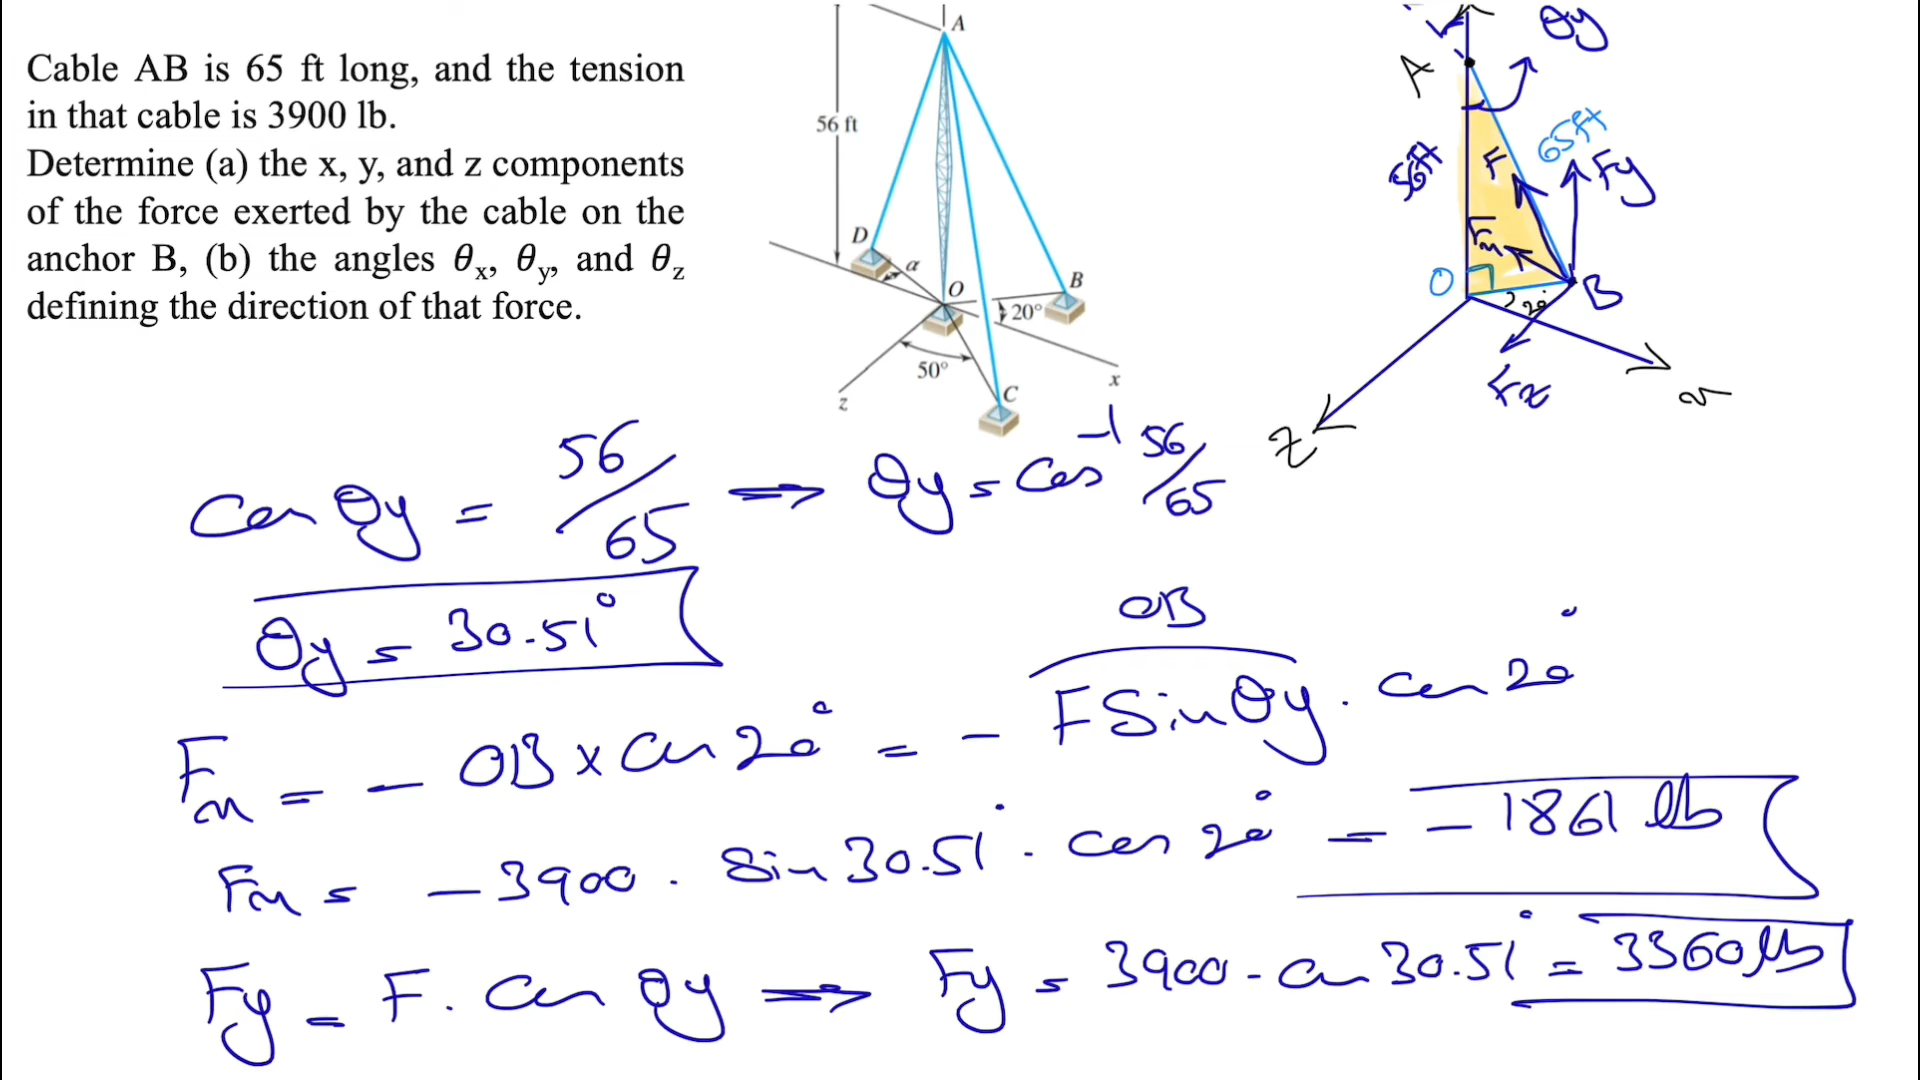 Cable AB is 65 ft long, and the tension
in that cable is 3900 lb.
Determine (a) the x, y, and z components
of the force exerted by the cable on the
anchor B, (b) the angles θx, θy, and θz
defining the direction of that force.
A
56 ft
D
α
O
B
20°
50°
C
z
x
θy
A
56ft
65ft
F
Fy
Fx
O
20°
B
Fz
x
z
cos θy = 56/65 ⇒ θy = cos⁻¹ 56/65
θy = 30.51°
OB
Fx = - OB × cos 20° = - F Sin θy . cos 20°
Fx = - 3900 . Sin 30.51° . cos 20° = - 1861 lb
Fy = F . cos θy ⇒ Fy = 3900 . cos 30.51° = 3360 lb